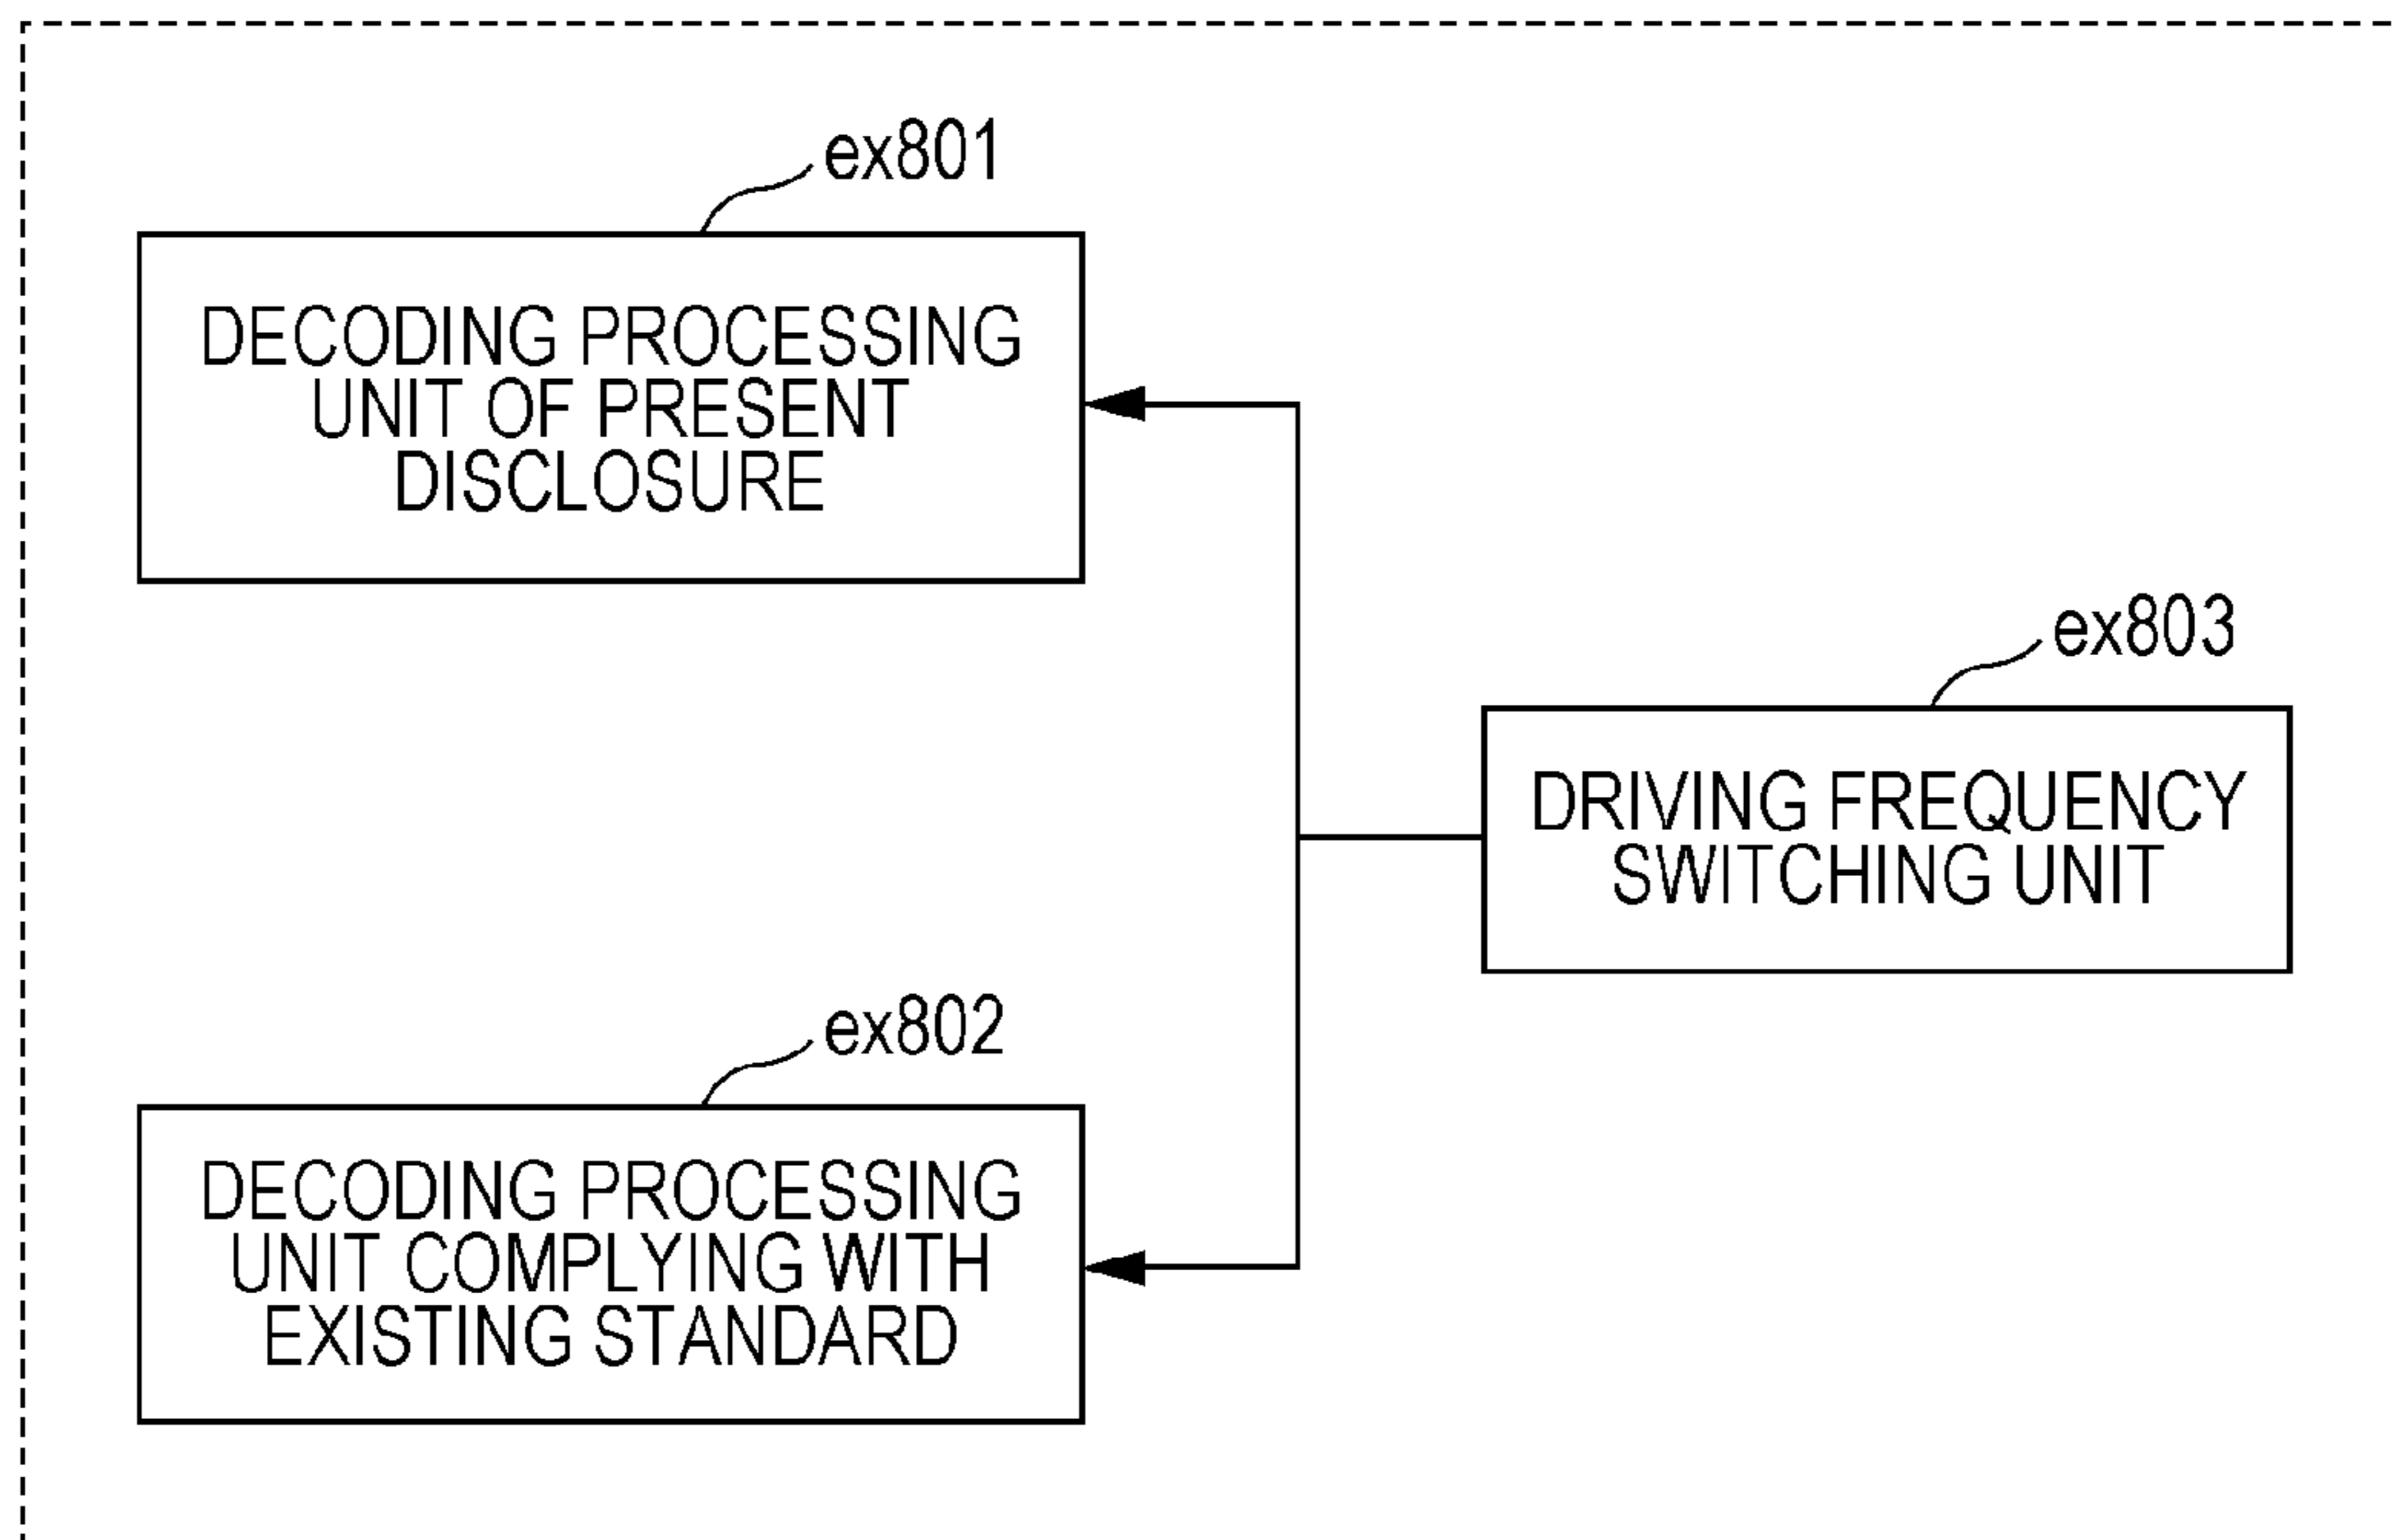 ex801
DECODING PROCESSING
UNIT OF PRESENT
DISCLOSURE
ex803
DRIVING FREQUENCY
SWITCHING UNIT
ex802
DECODING PROCESSING
UNIT COMPLYING WITH
EXISTING STANDARD